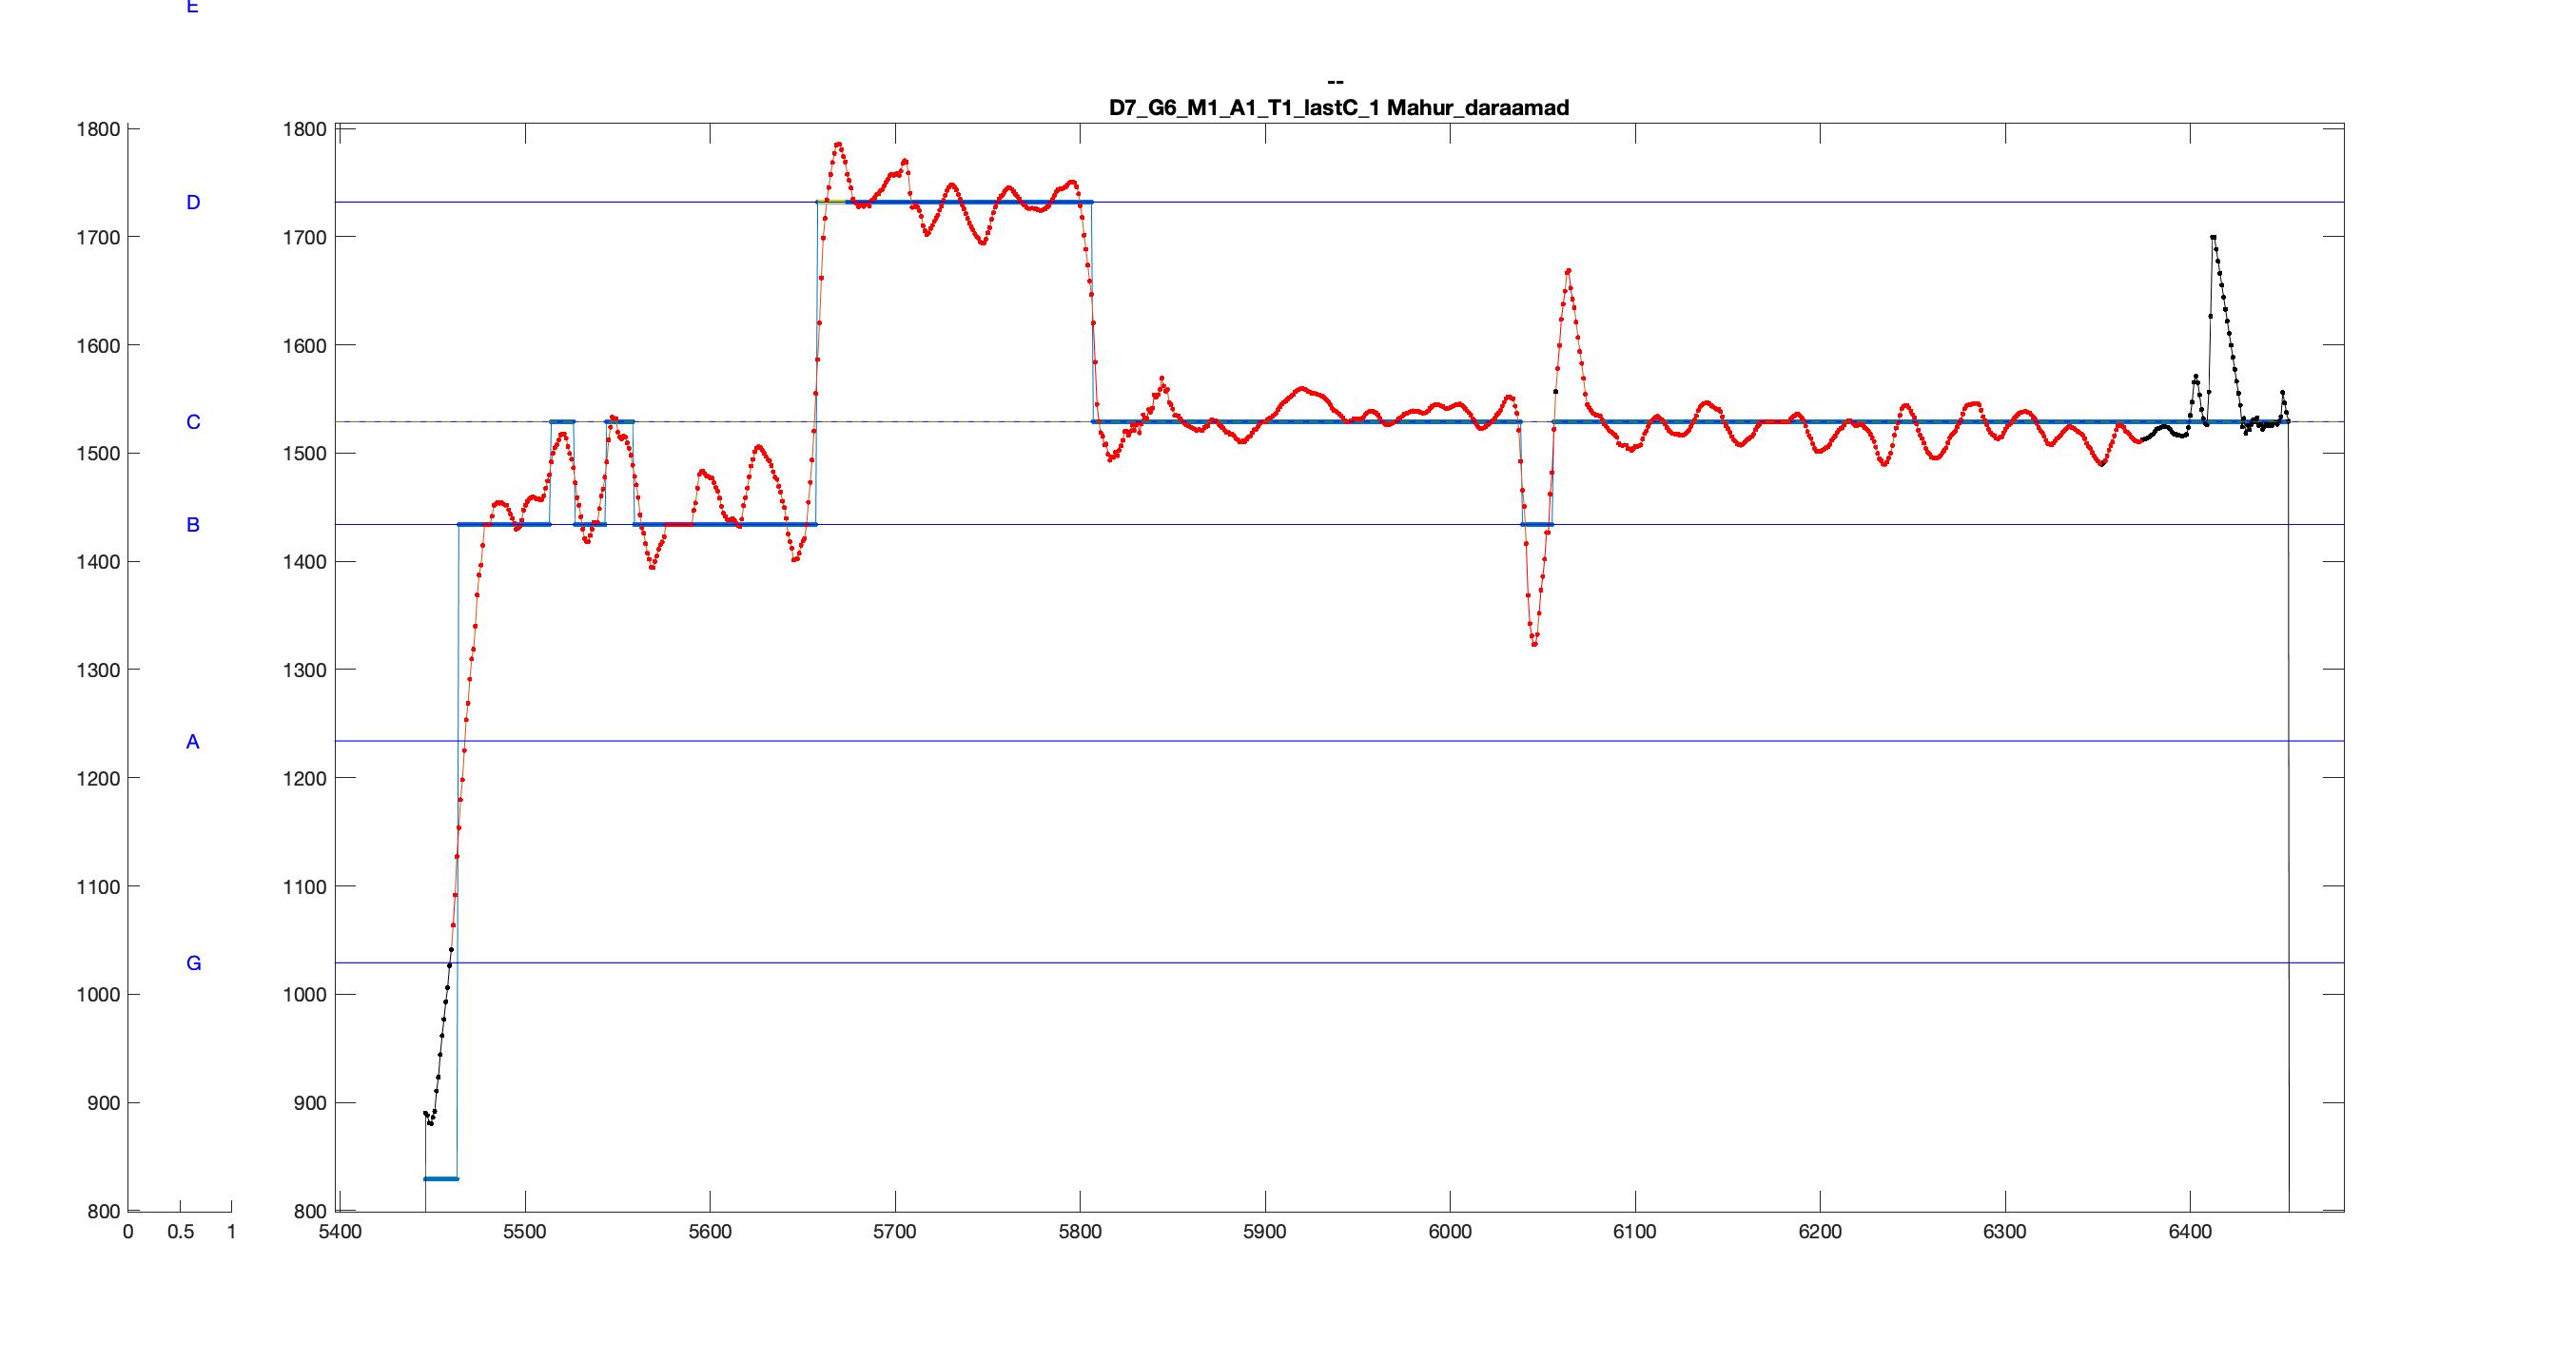 E
--
D7_G6_M1_A1_T1_lastC_1 Mahur_daraamad
1800 1800
D
1700 1700
1600 1600
C
1500 1500
B
1400 1400
1300 1300
A
1200 1200
1100 1100
G
1000 1000
900 900
800 800
0 0.5 1 5400 5500 5600 5700 5800 5900 6000 6100 6200 6300 6400